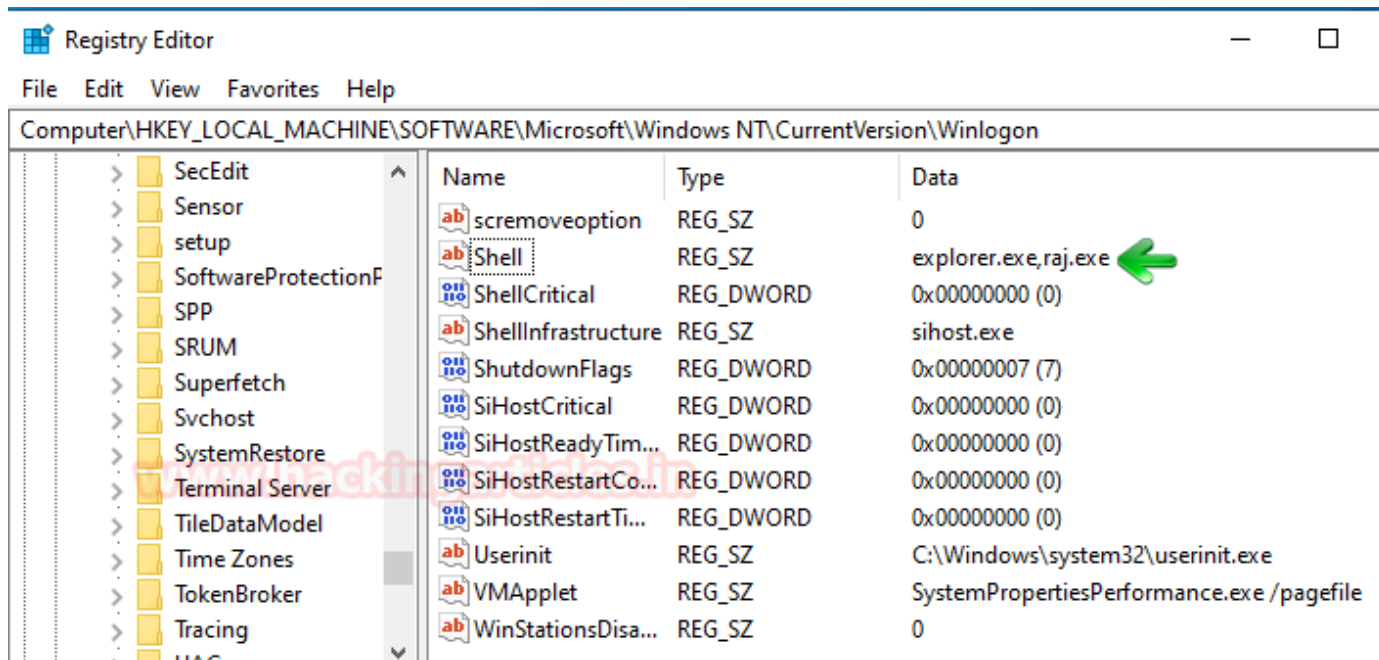 Registry Editor
File Edit View Favorites Help
Computer\HKEY_LOCAL_MACHINE\SOFTWARE\Microsoft\Windows NT\CurrentVersion\Winlogon
SecEdit
Sensor
setup
SoftwareProtectionP
SPP
SRUM
Superfetch
Svchost
SystemRestore
Terminal Server
TileDataModel
Time Zones
TokenBroker
Tracing
Name Type Data
scremoveoption REG_SZ 0
Shell REG_SZ explorer.exe,raj.exe
ShellCritical REG_DWORD 0x00000000 (0)
ShellInfrastructure REG_SZ sihost.exe
ShutdownFlags REG_DWORD 0x00000007 (7)
SiHostCritical REG_DWORD 0x00000000 (0)
SiHostReadyTim... REG_DWORD 0x00000000 (0)
SiHostRestartCo... REG_DWORD 0x00000000 (0)
SiHostRestartTi... REG_DWORD 0x00000000 (0)
Userinit REG_SZ C:\Windows\system32\userinit.exe
VMApplet REG_SZ SystemPropertiesPerformance.exe /pagefile
WinStationsDisa... REG_SZ 0
www.hackingarticles.in